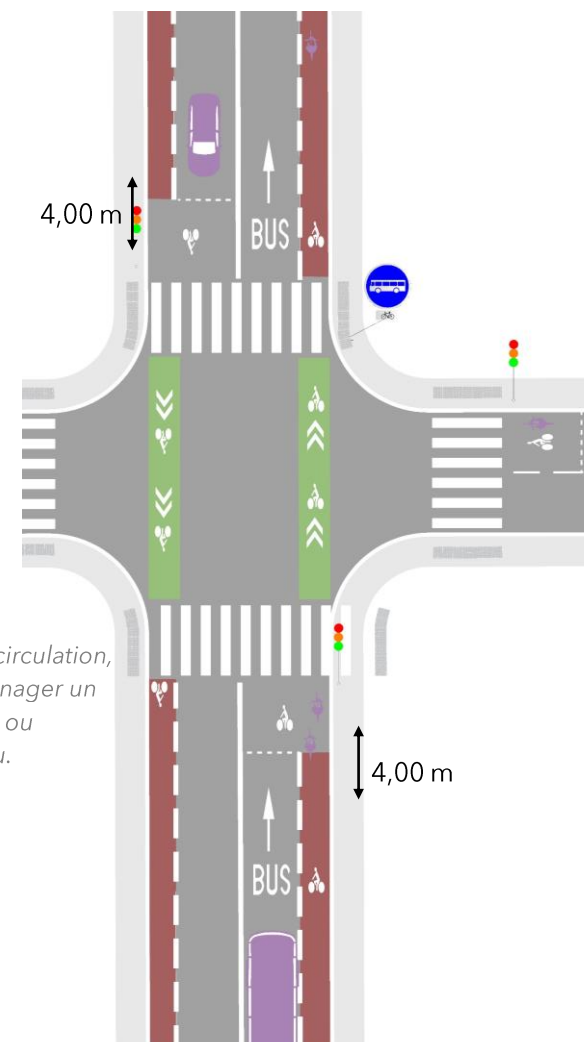 4,00 m
BUS
circulation,
nager un
ou
u.
4,00 m
BUS